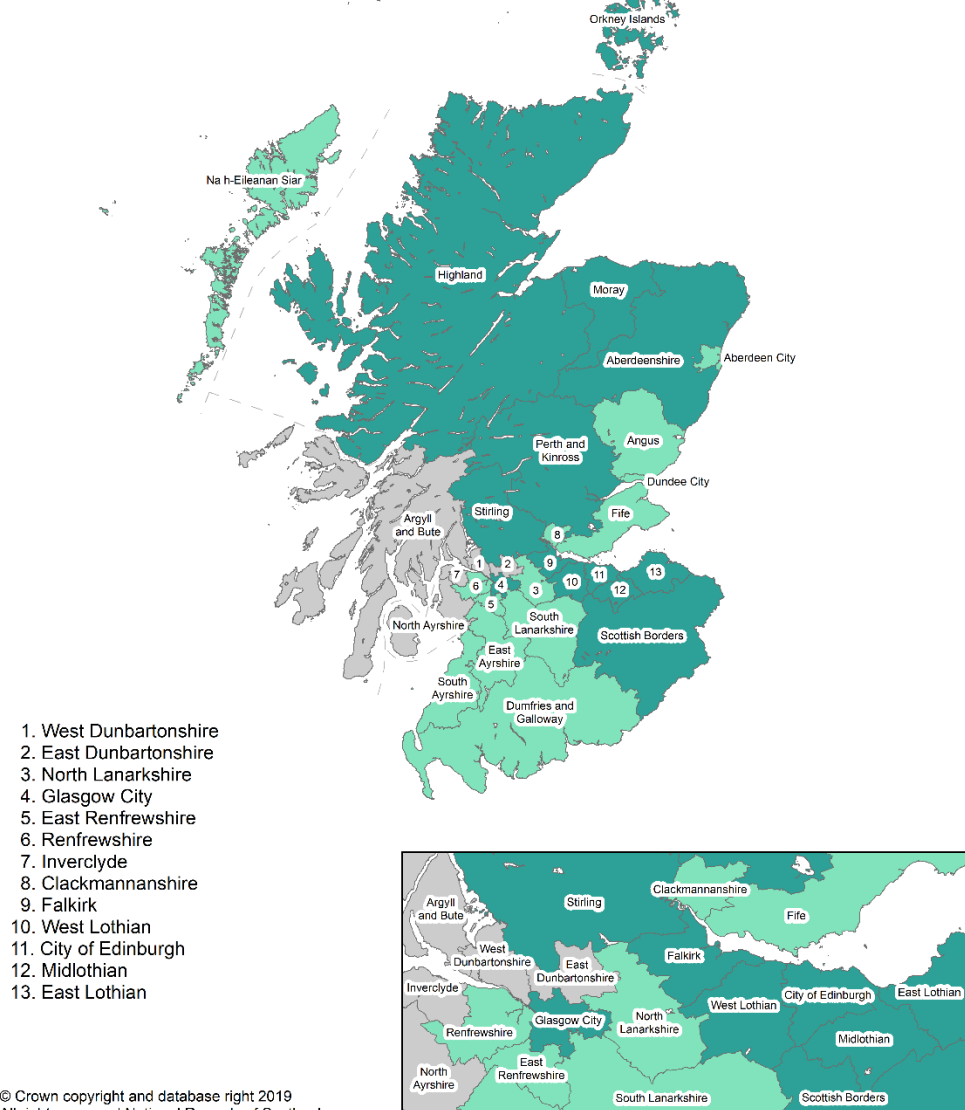 Orkney Islands
Na h-Eileanan Siar
Highland
Moray
Aberdeenshire
Aberdeen City
Angus
Perth and
Kinross
Dundee City
Fife
Stirling
Argyll
and Bute
8
1
2
9
7
6
4
3
10
11
12
13
5
North Ayrshire
South
Lanarkshire
Scottish Borders
East
Ayrshire
South
Ayrshire
Dumfries and
Galloway
1. West Dunbartonshire
2. East Dunbartonshire
3. North Lanarkshire
4. Glasgow City
5. East Renfrewshire
6. Renfrewshire
7. Inverclyde
8. Clackmannanshire
9. Falkirk
10. West Lothian
11. City of Edinburgh
12. Midlothian
13. East Lothian
Clackmannanshire
Argyll
and Bute
Stirling
Fife
West
Dunbartonshire
East
Dunbartonshire
Falkirk
Inverclyde
Renfrewshire
Glasgow City
North
Lanarkshire
West Lothian
City of Edinburgh
East Lothian
Midlothian
North
Ayrshire
East
Renfrewshire
South Lanarkshire
Scottish Borders
© Crown copyright and database right 2019